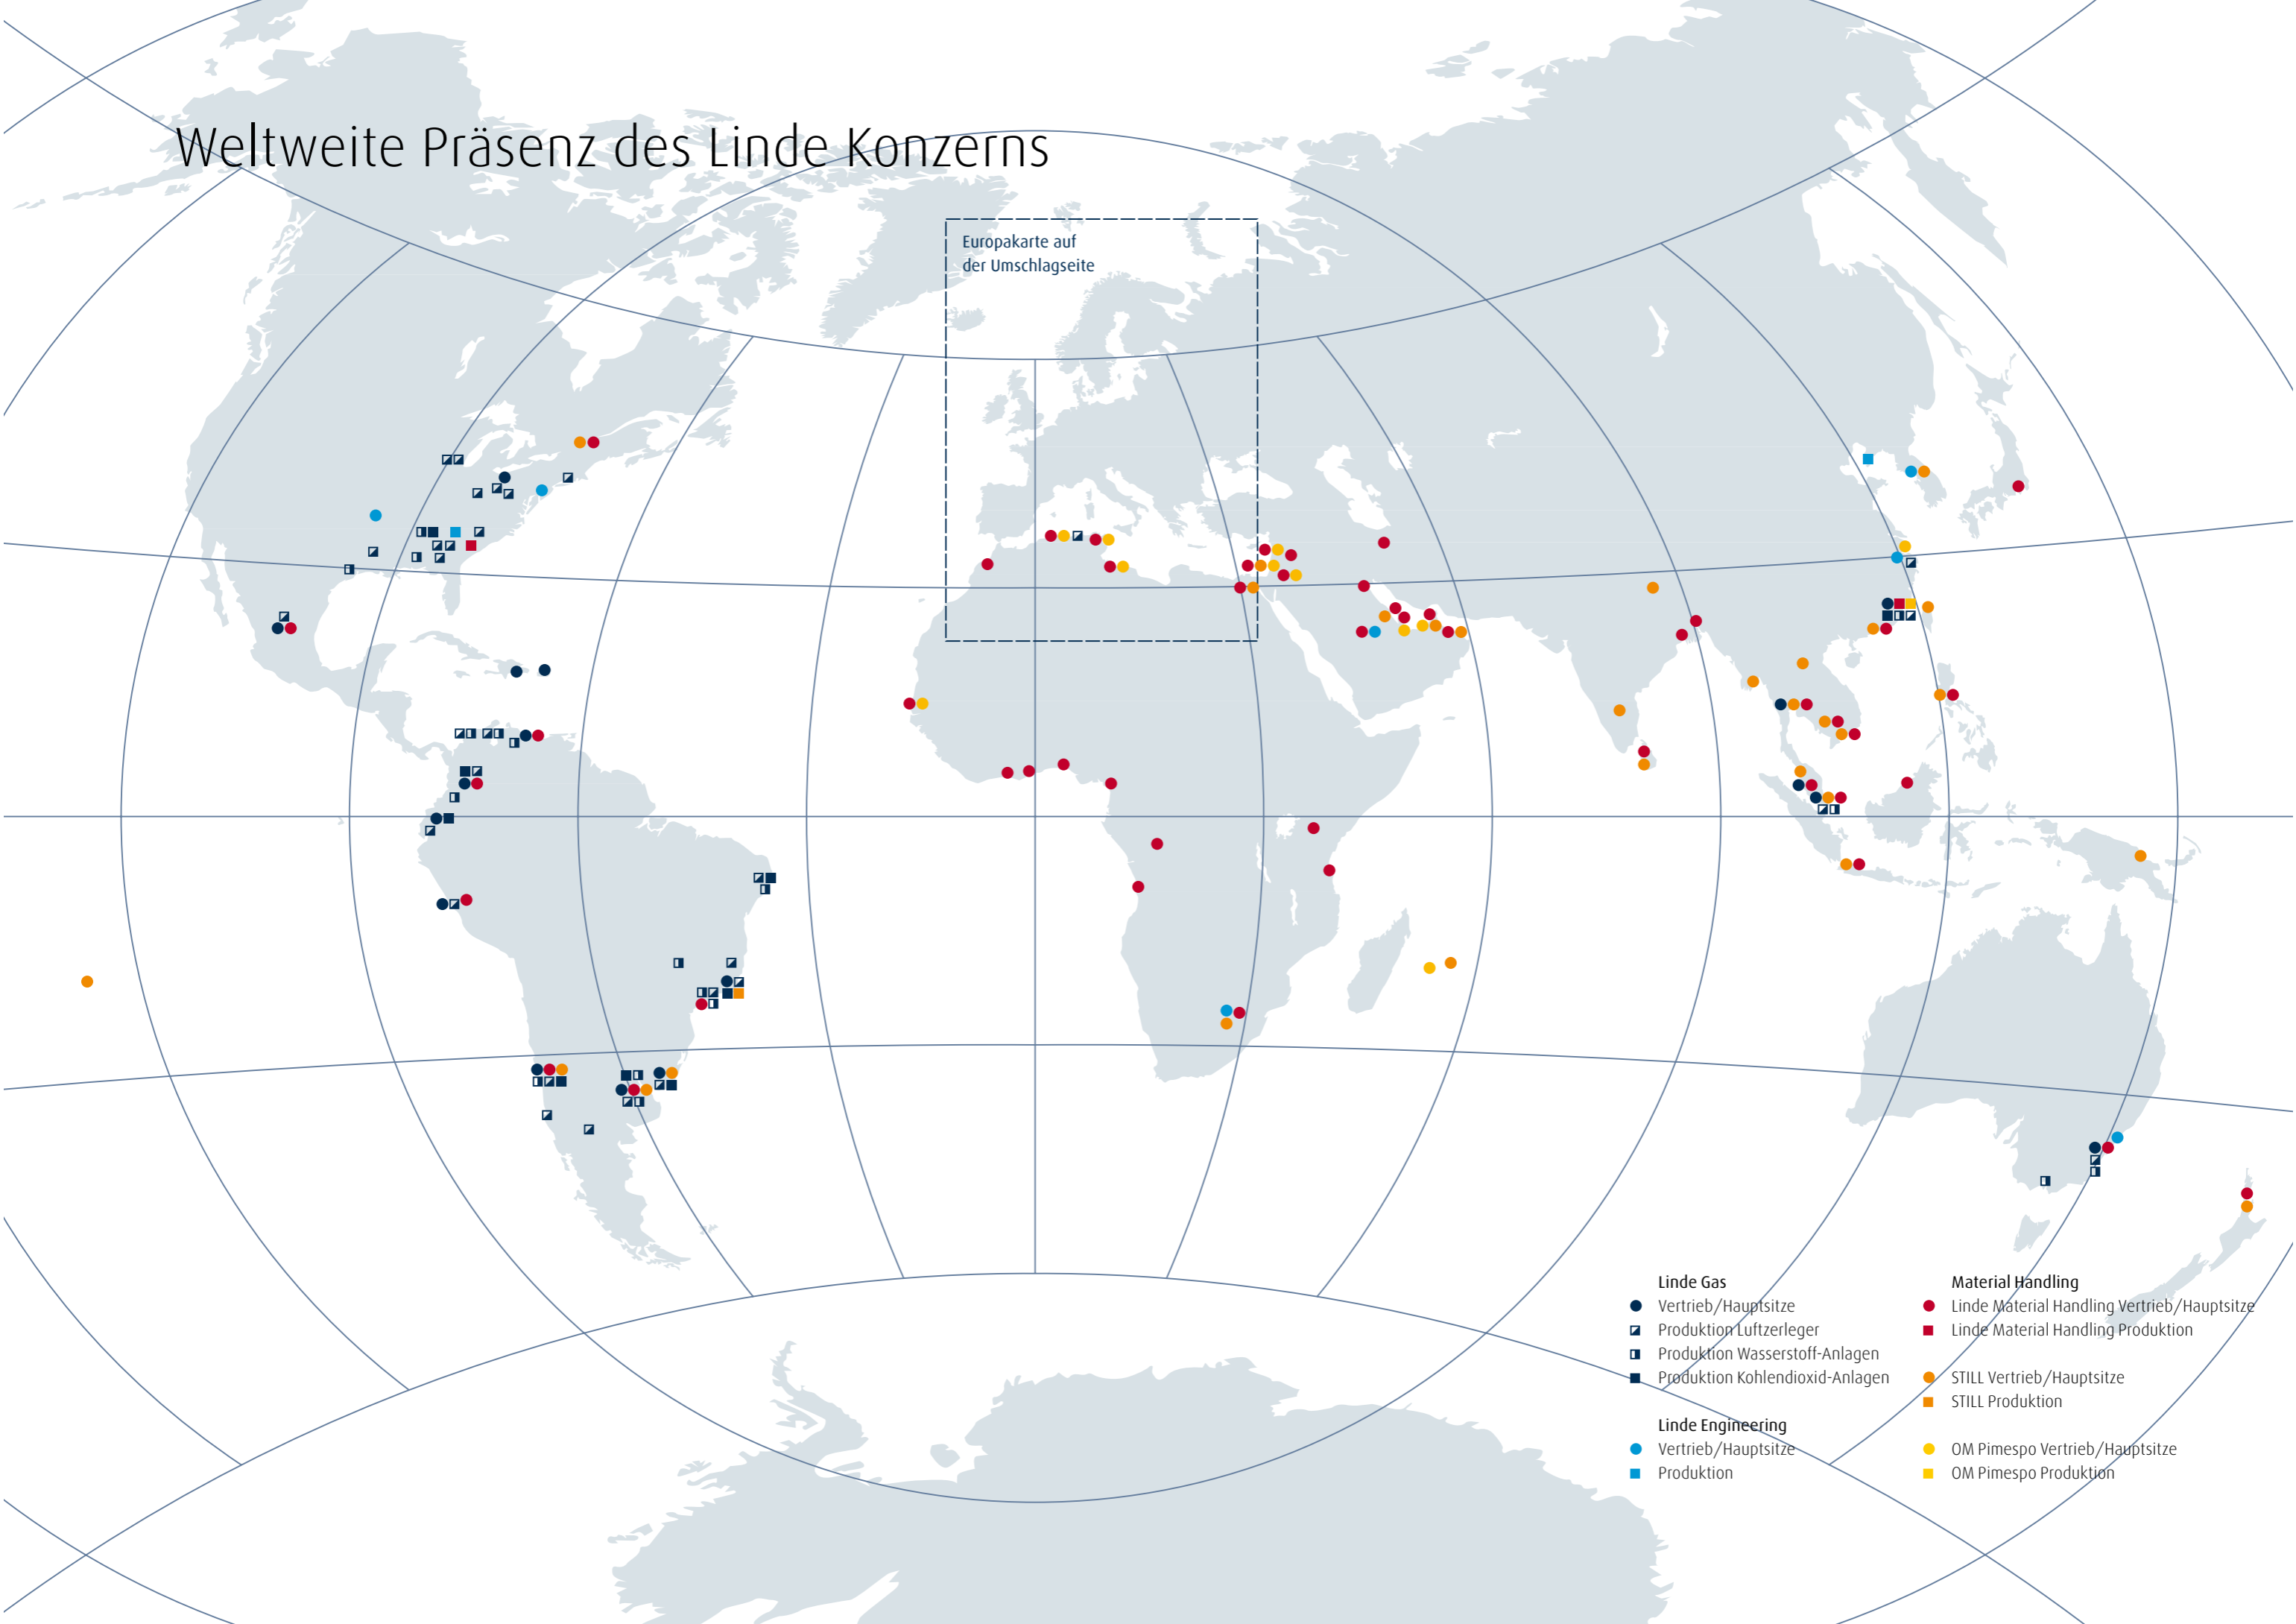 Weltweite Präsenz des Linde Konzerns
Europakarte auf
der Umschlagseite
Linde Gas
Vertrieb/Hauptsitze
Produktion Luftzerleger
Produktion Wasserstoff-Anlagen
Produktion Kohlendioxid-Anlagen
Linde Engineering
Vertrieb/Hauptsitze
Produktion
Material Handling
Linde Material Handling Vertrieb/Hauptsitze
Linde Material Handling Produktion
STILL Vertrieb/Hauptsitze
STILL Produktion
OM Pimespo Vertrieb/Hauptsitze
OM Pimespo Produktion